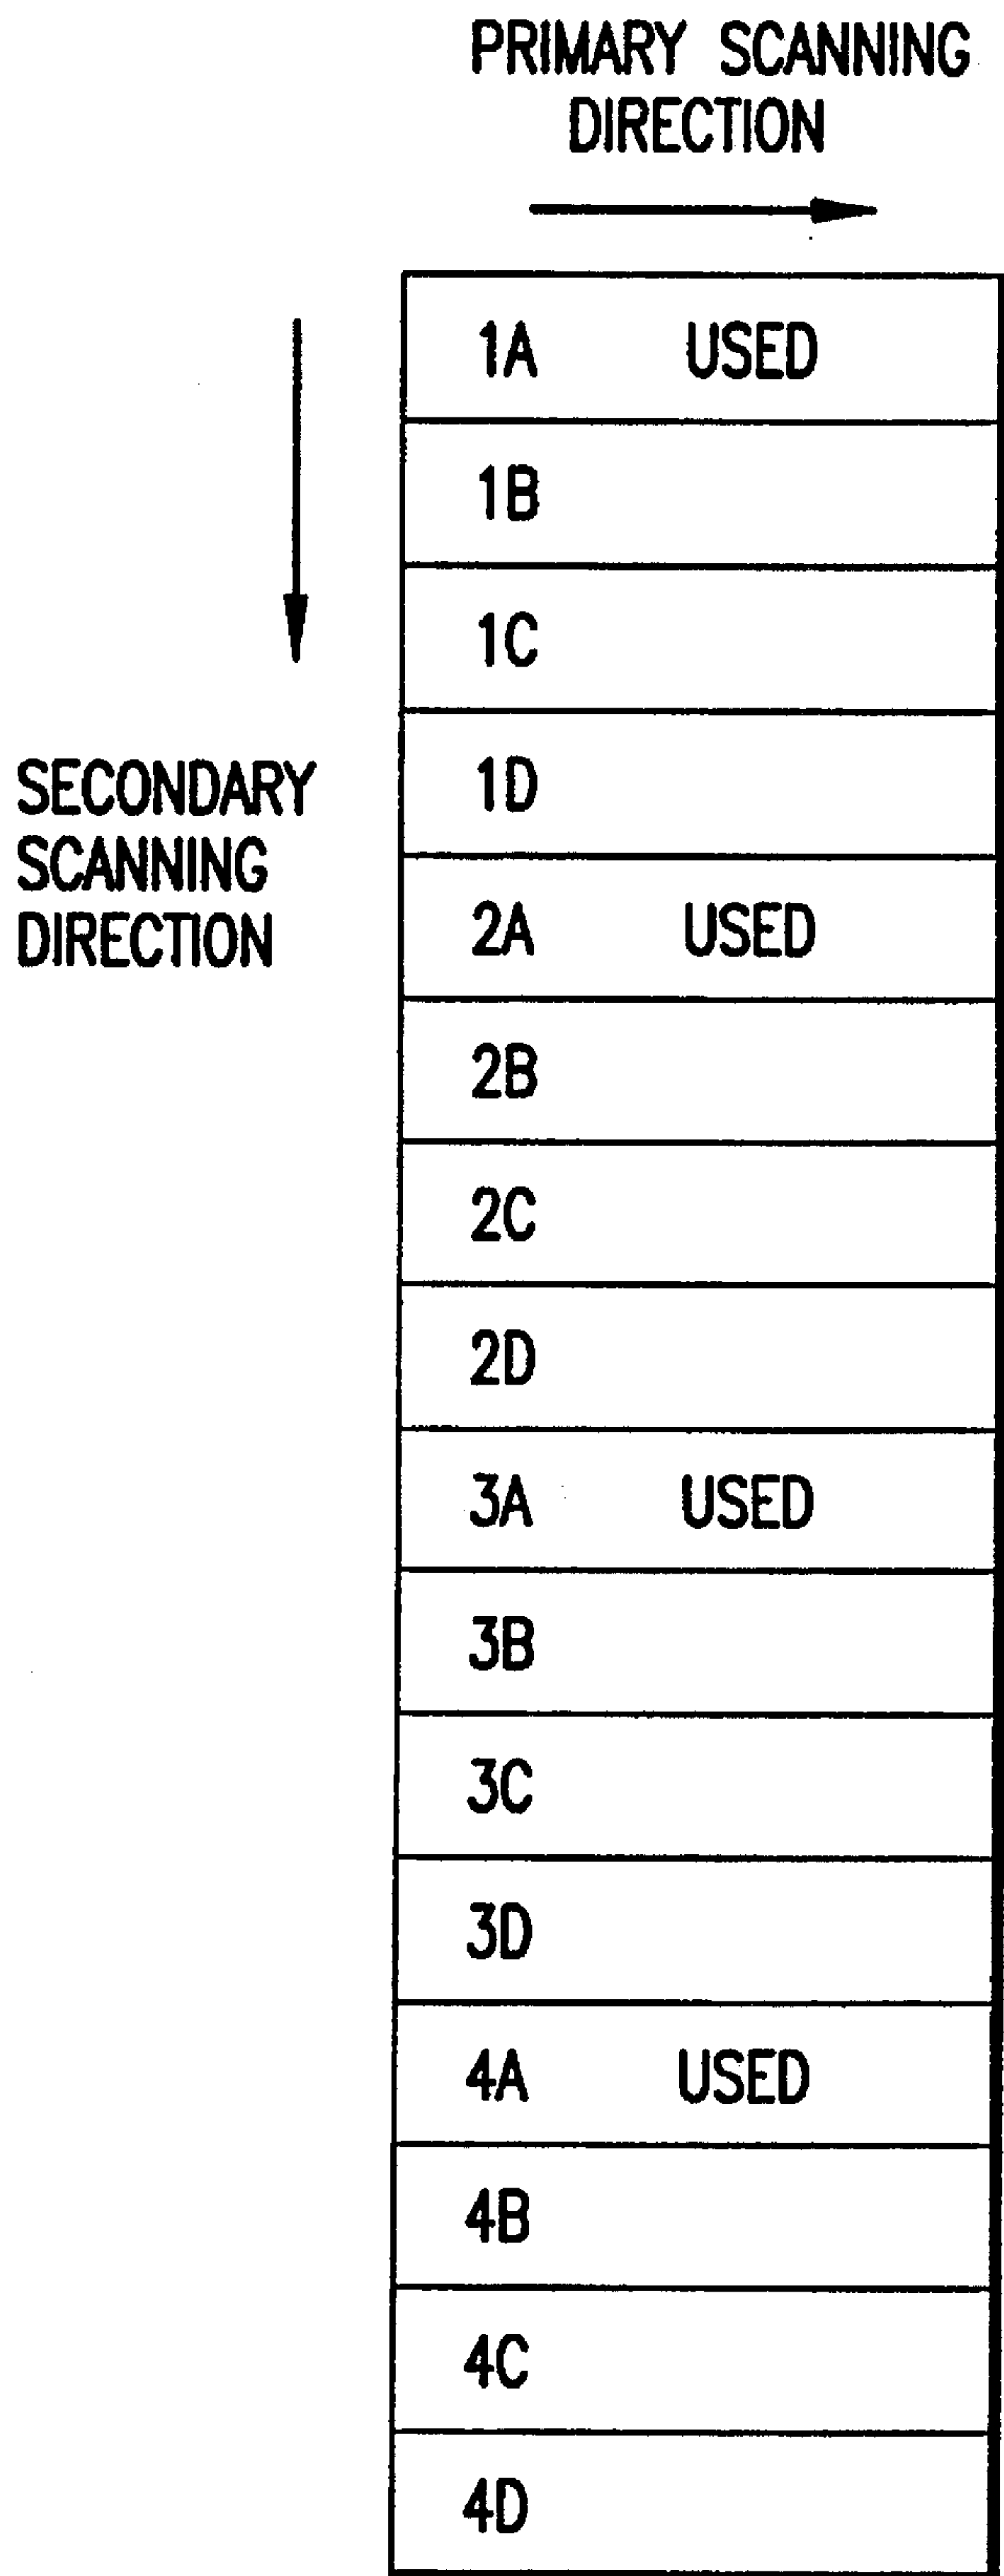 PRIMARY SCANNING
DIRECTION
SECONDARY
SCANNING
DIRECTION
1A USED
1B
1C
1D
2A USED
2B
2C
2D
3A USED
3B
3C
3D
4A USED
4B
4C
4D